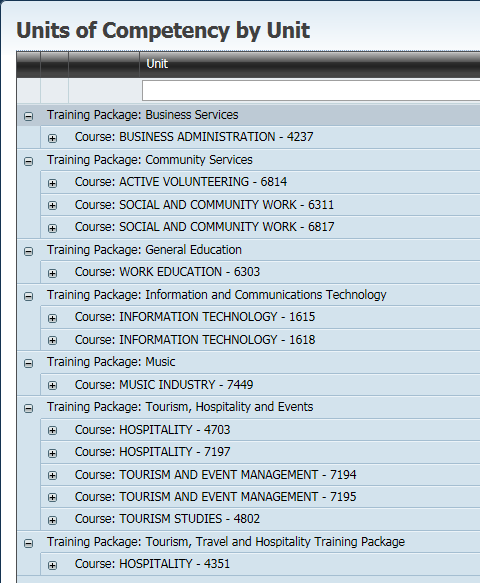 Units of Competency by Unit
Unit
Training Package: Business Services
Course: BUSINESS ADMINISTRATION - 4237
Training Package: Community Services
Course: ACTIVE VOLUNTEERING - 6814
Course: SOCIAL AND COMMUNITY WORK - 6311
Course: SOCIAL AND COMMUNITY WORK - 6817
Training Package: General Education
Course: WORK EDUCATION - 6303
Training Package: Information and Communications Technology
Course: INFORMATION TECHNOLOGY - 1615
Course: INFORMATION TECHNOLOGY - 1618
Training Package: Music
Course: MUSIC INDUSTRY - 7449
Training Package: Tourism, Hospitality and Events
Course: HOSPITALITY - 4703
Course: HOSPITALITY - 7197
Course: TOURISM AND EVENT MANAGEMENT - 7194
Course: TOURISM AND EVENT MANAGEMENT - 7195
Course: TOURISM STUDIES - 4802
Training Package: Tourism, Travel and Hospitality Training Package
Course: HOSPITALITY - 4351